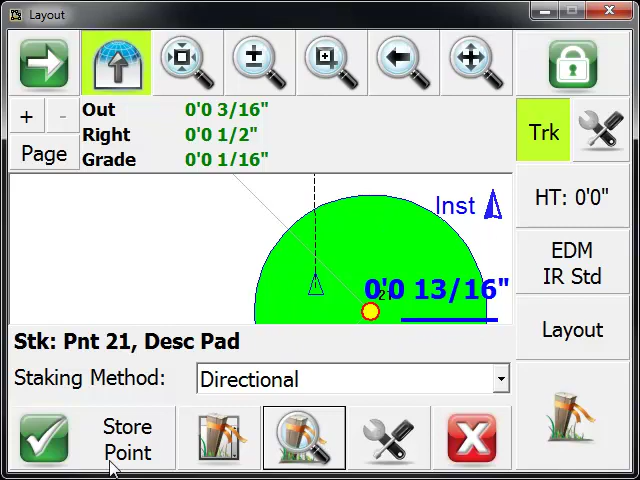 Layout
+
-
Page
Out 0'0 3/16"
Right 0'0 1/2"
Grade 0'0 1/16"
Trk
HT: 0'0"
EDM
IR Std
Layout
Inst
0'0 13/16"
21
Stk: Pnt 21, Desc Pad
Staking Method: Directional
Store
Point